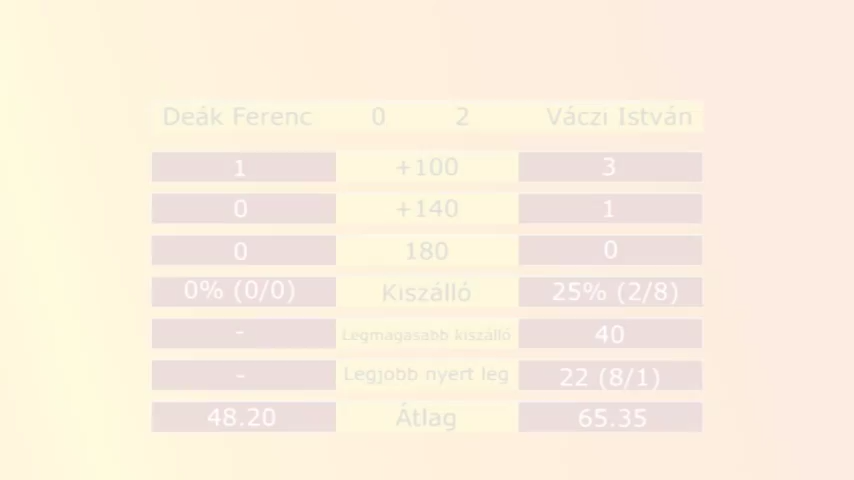 Deák Ferenc 0 2 Váczi István
1 +100 3
0 +140 1
0 180 0
0% (0/0) Kiszálló 25% (2/8)
- Legmagasabb kiszálló 40
- Legjobb nyert leg 22 (8/1)
48.20 Átlag 65.35